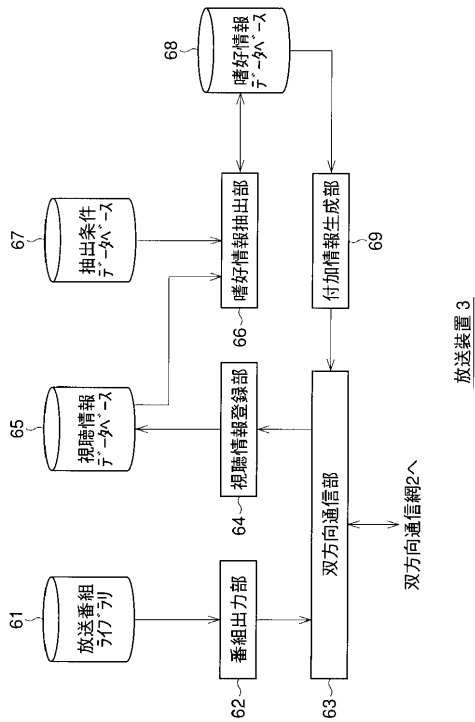 61
放送番組
ライブラリ
65
視聴情報
データベース
67
抽出条件
データベース
68
嗜好情報
データベース
62
番組出力部
64
視聴情報登録部
66
嗜好情報抽出部
63
双方向通信部
69
付加情報生成部
双方向通信網2へ
放送装置 3